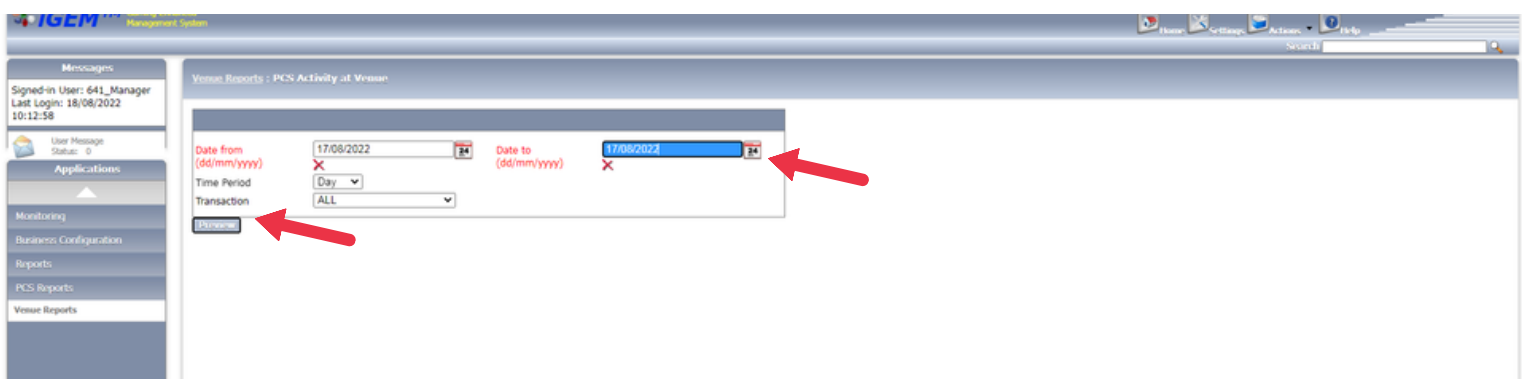 IGEM™
Management System
Home Settings Actions Help
Search
Messages
Signed-in User: 641_Manager
Last Login: 18/08/2022
10:12:58
User Message
Status: 0
Applications
Monitoring
Business Configuration
Reports
PCS Reports
Venue Reports
Venue Reports : PCS Activity at Venue
Date from
(dd/mm/yyyy)
17/08/2022
24
Date to
(dd/mm/yyyy)
17/08/2022
24
Time Period
Day
Transaction
ALL
Preview